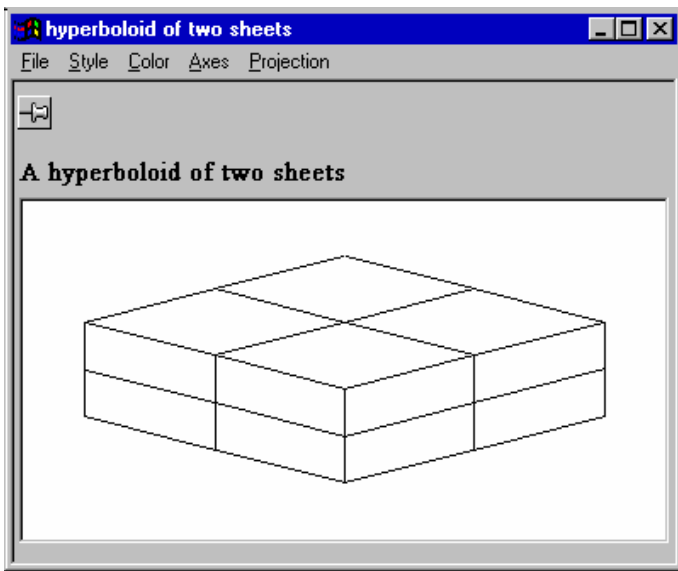 hyperboloid of two sheets
File Style Color Axes Projection
A hyperboloid of two sheets